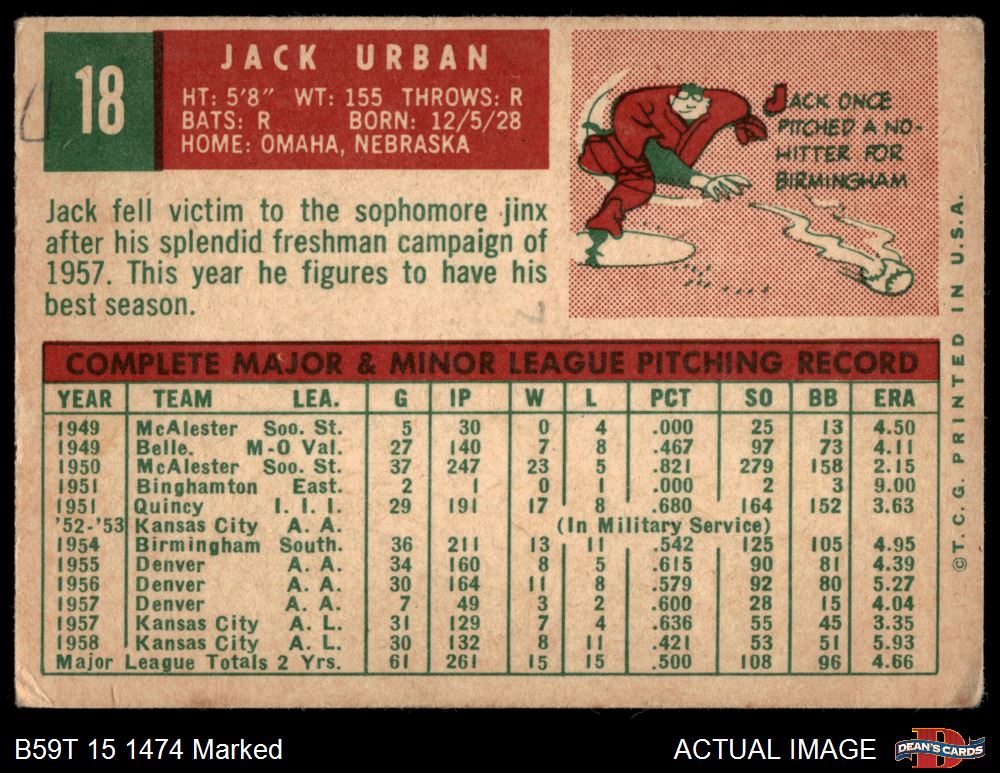 18
JACK URBAN
HT: 5'8" WT: 155 THROWS: R
BATS: R BORN: 12/5/28
HOME: OMAHA, NEBRASKA
JACK ONCE
PITCHED A NO-
HITTER FOR
BIRMINGHAM
Jack fell victim to the sophomore jinx
after his splendid freshman campaign of
1957. This year he figures to have his
best season.
COMPLETE MAJOR & MINOR LEAGUE PITCHING RECORD
YEAR TEAM LEA. G IP W L PCT SO BB ERA
1949 McAlester Soo. St. 5 30 0 4 .000 25 13 4.50
1949 Belle. M-O Val. 27 140 7 8 .467 97 73 4.11
1950 McAlester Soo. St. 37 247 23 5 .821 279 158 2.15
1951 Binghamton East. 2 1 0 1 .000 2 3 9.00
1951 Quincy I. I. I. 29 191 17 8 .680 164 152 3.63
'52-'53 Kansas City A. A. (In Military Service)
1954 Birmingham South. 36 211 13 11 .542 125 105 4.95
1955 Denver A. A. 34 160 8 5 .615 90 81 4.39
1956 Denver A. A. 30 164 11 8 .579 92 80 5.27
1957 Denver A. A. 7 49 3 2 .600 28 15 4.04
1957 Kansas City A. L. 31 129 7 4 .636 55 45 3.35
1958 Kansas City A. L. 30 132 8 11 .421 53 51 5.93
Major League Totals 2 Yrs. 61 261 15 15 .500 108 96 4.66
©T. C. G. PRINTED IN U.S.A.
B59T 15 1474 Marked
ACTUAL IMAGE
DEAN'S CARDS